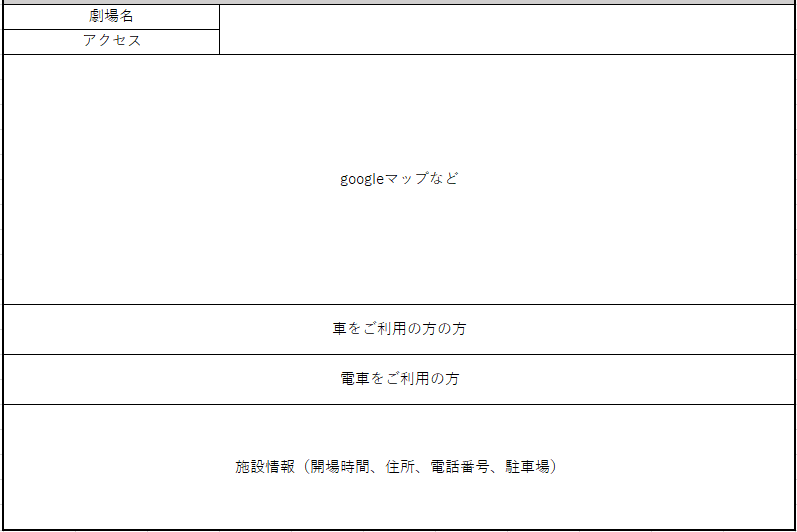 劇場名
アクセス
googleマップなど
車をご利用の方の方
電車をご利用の方
施設情報（開場時間、住所、電話番号、駐車場）